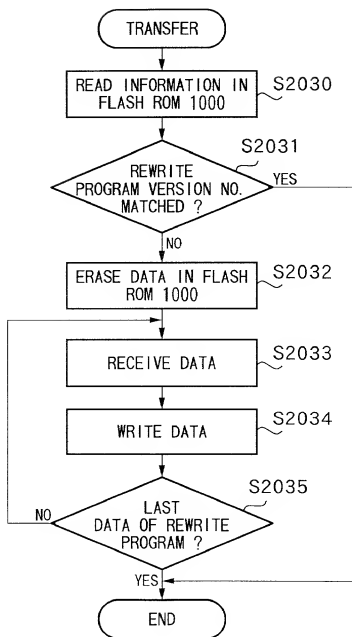 TRANSFER
READ INFORMATION IN
FLASH ROM 1000
S2030
S2031
REWRITE
PROGRAM VERSION NO.
MATCHED ?
YES
NO
ERASE DATA IN FLASH
ROM 1000
S2032
RECEIVE DATA
S2033
WRITE DATA
S2034
S2035
LAST
DATA OF REWRITE
PROGRAM ?
NO
YES
END